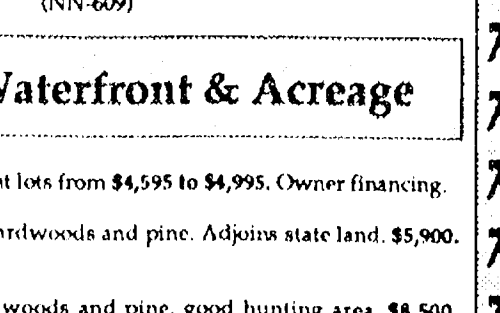 (NN-609)
Waterfront & Acreage
lots from $4,595 to $4,995. Owner financing.
and pine. Adjoins state land. $5,900.
woods and pine, good hunting area. $8,500